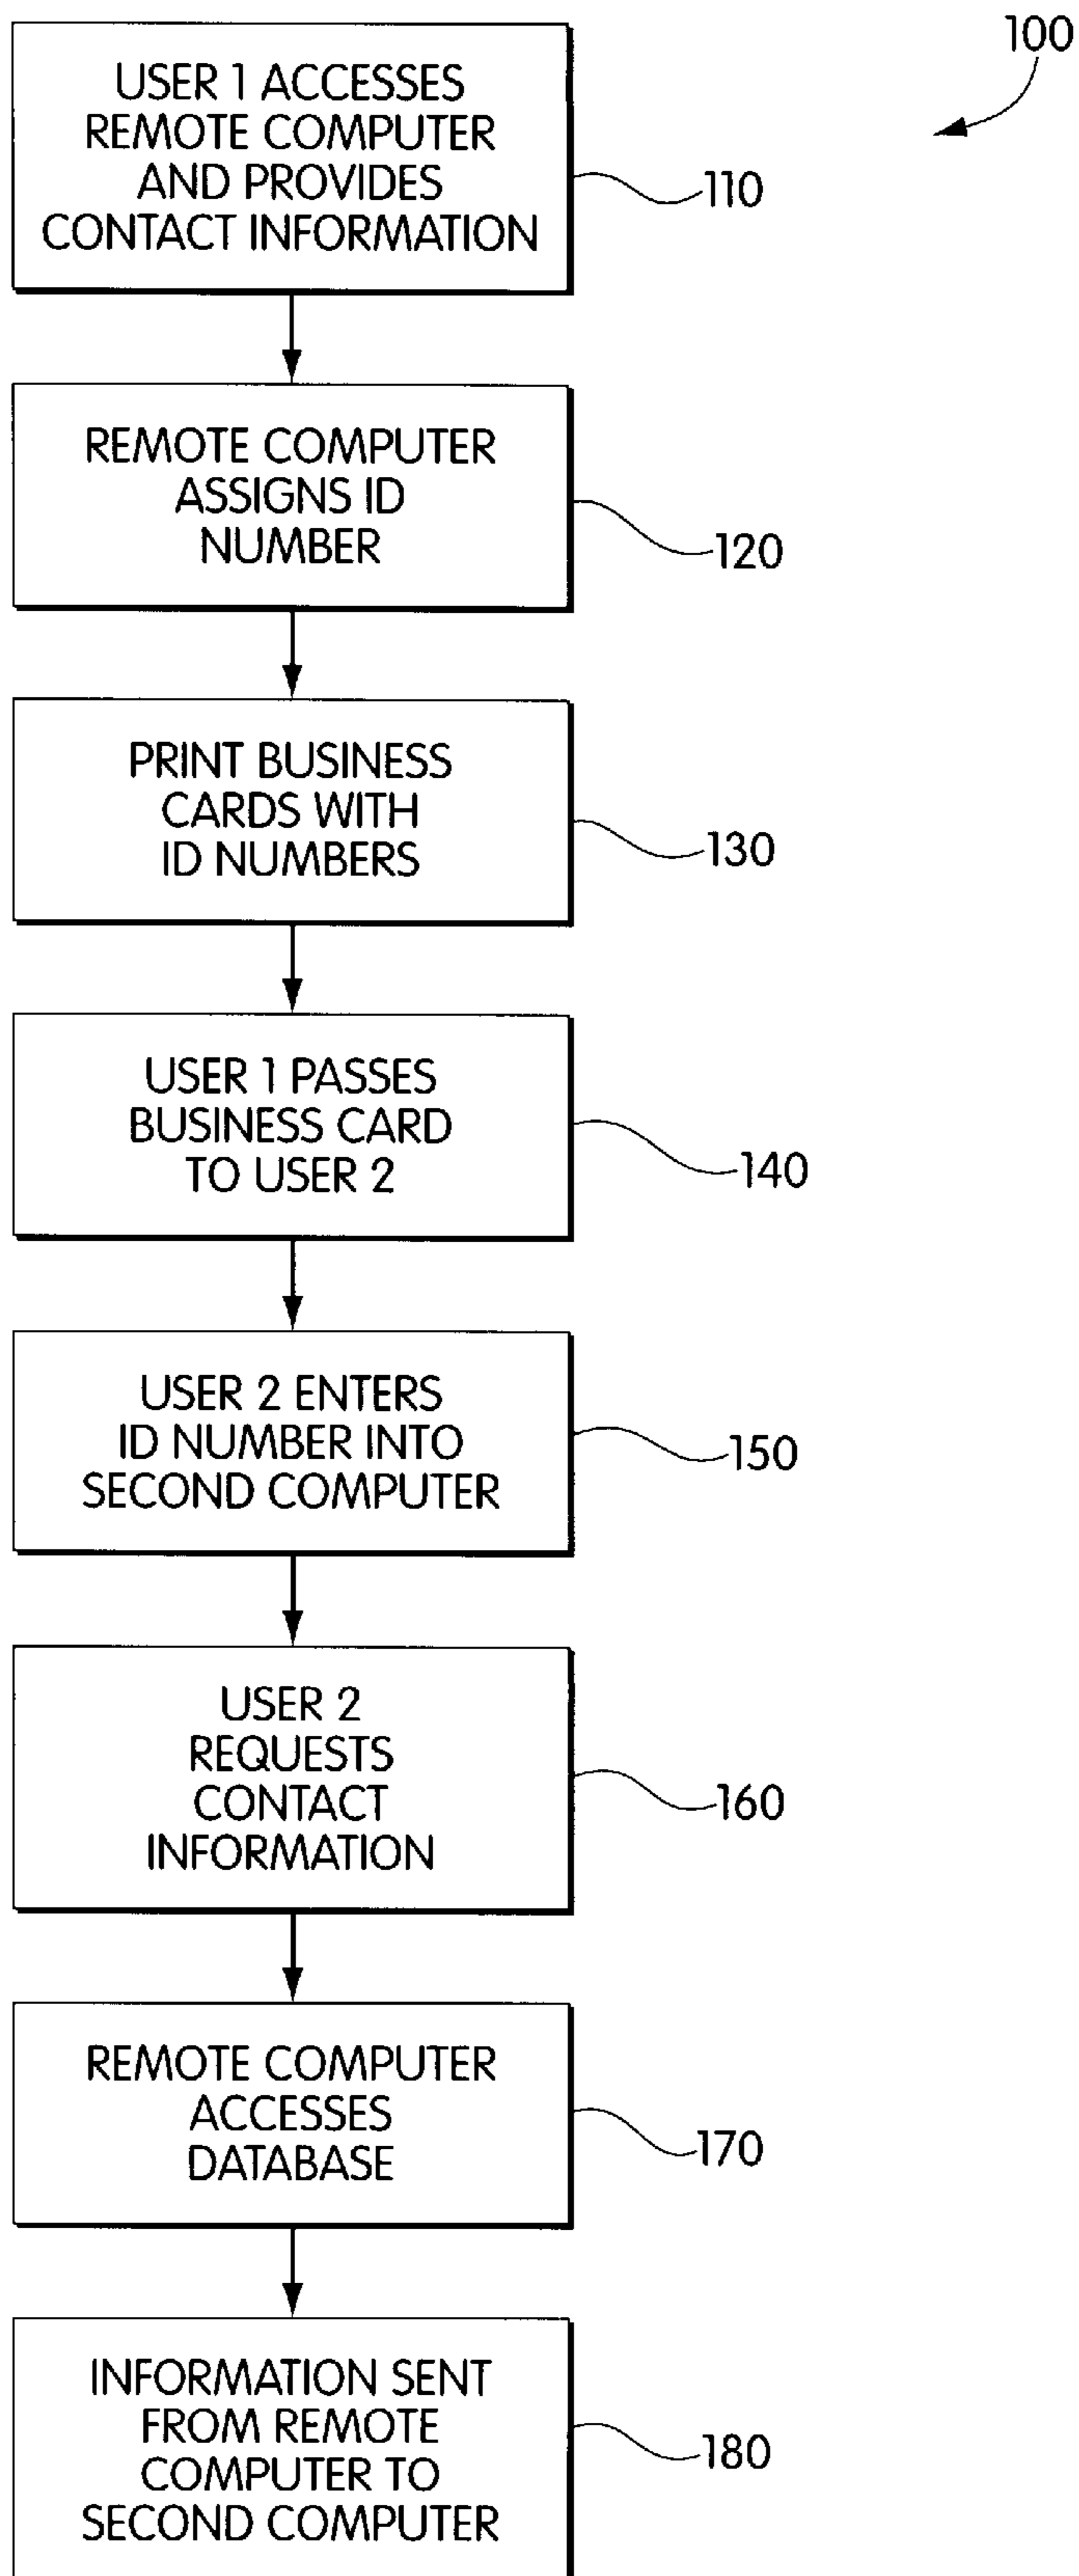 100
USER 1 ACCESSES
REMOTE COMPUTER
AND PROVIDES
CONTACT INFORMATION
110
REMOTE COMPUTER
ASSIGNS ID
NUMBER
120
PRINT BUSINESS
CARDS WITH
ID NUMBERS
130
USER 1 PASSES
BUSINESS CARD
TO USER 2
140
USER 2 ENTERS
ID NUMBER INTO
SECOND COMPUTER
150
USER 2
REQUESTS
CONTACT
INFORMATION
160
REMOTE COMPUTER
ACCESSES
DATABASE
170
INFORMATION SENT
FROM REMOTE
COMPUTER TO
SECOND COMPUTER
180